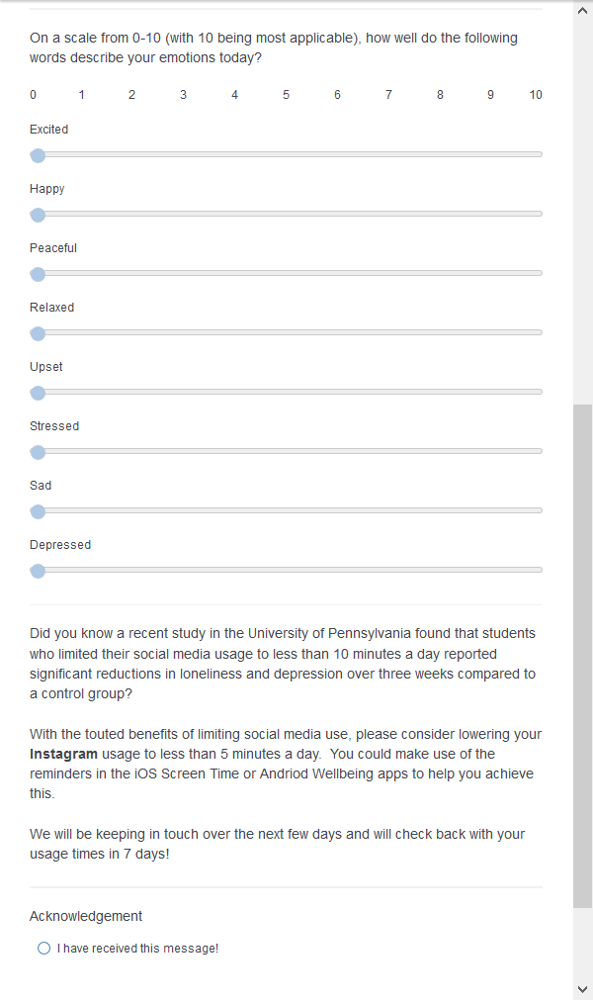 On a scale from 0-10 (with 10 being most applicable), how well do the following
words describe your emotions today?
0 1 2 3 4 5 6 7 8 9 10
Excited
Happy
Peaceful
Relaxed
Upset
Stressed
Sad
Depressed
Did you know a recent study in the University of Pennsylvania found that students
who limited their social media usage to less than 10 minutes a day reported
significant reductions in loneliness and depression over three weeks compared to
a control group?
With the touted benefits of limiting social media use, please consider lowering your
Instagram usage to less than 5 minutes a day.  You could make use of the
reminders in the iOS Screen Time or Andriod Wellbeing apps to help you achieve
this.
We will be keeping in touch over the next few days and will check back with your
usage times in 7 days!
Acknowledgement
I have received this message!